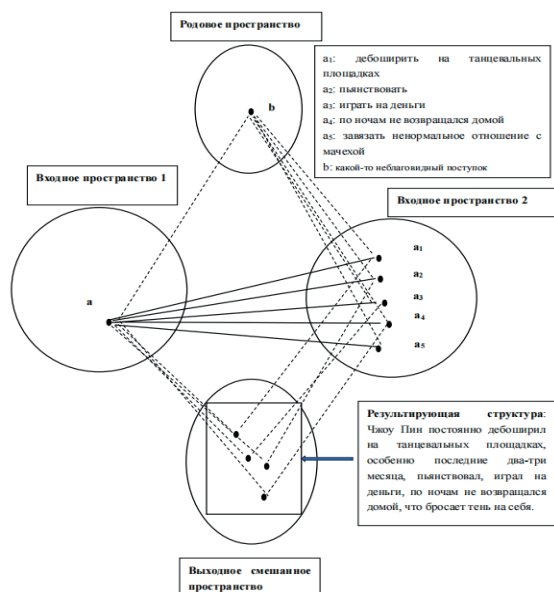 Родовое пространство
a₁: дебоширить на танцевальных
площадках
a₂: пьянствовать
a₃: играть на деньги
a₄: по ночам не возвращался домой
a₅: завязать ненормальное отношение с
мачехой
b: какой-то неблаговидный поступок
b
Входное пространство 1
Входное пространство 2
a₁
a₂
a₃
a₄
a₅
a
Результирующая структура:
Чжоу Пин постоянно дебоширил
на танцевальных площадках,
особенно последние два-три
месяца, пьянствовал, играл на
деньги, по ночам не возвращался
домой, что бросает тень на себя.
Выходное смешанное
пространство